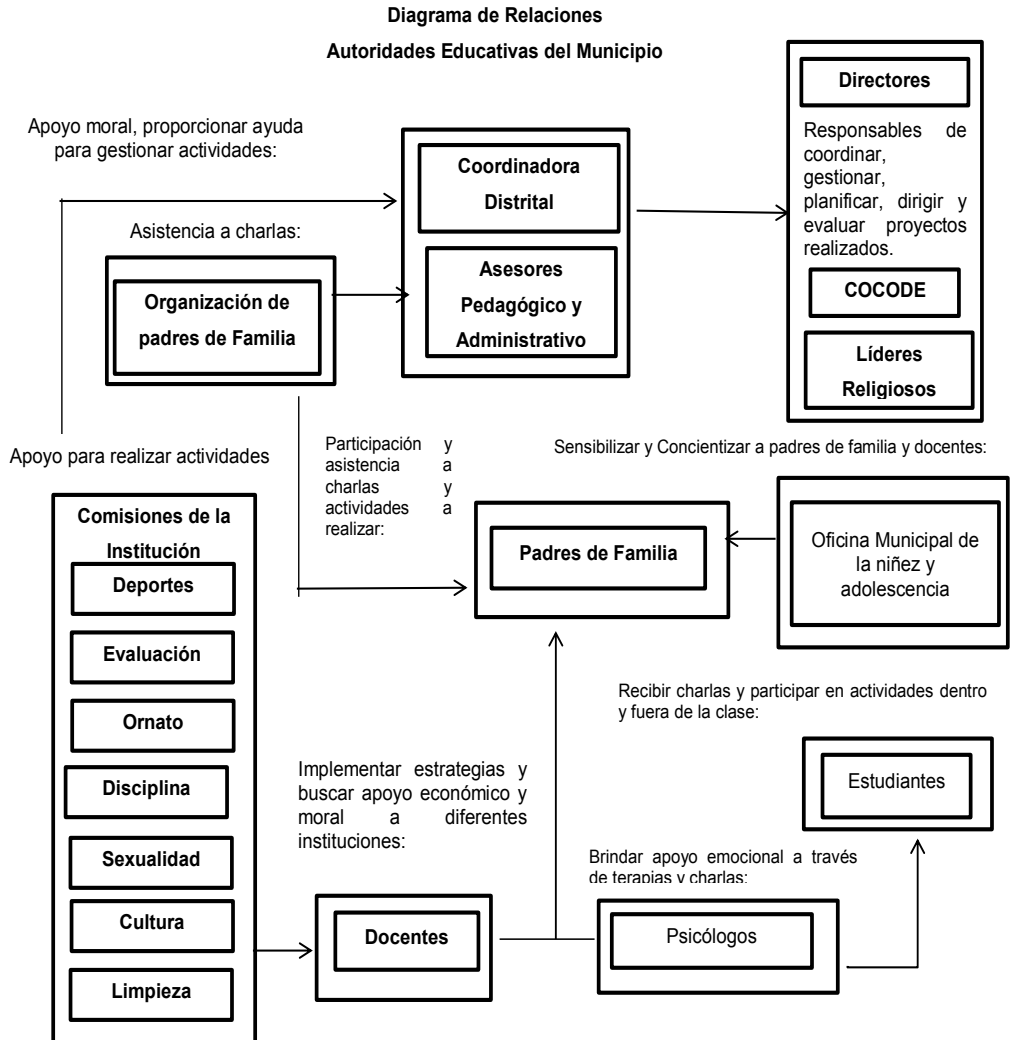 Diagrama de Relaciones
Autoridades Educativas del Municipio
Directores
Responsables de
coordinar,
gestionar,
planificar, dirigir y
evaluar proyectos
realizados.
COCODE
Líderes
Religiosos
Apoyo moral, proporcionar ayuda
para gestionar actividades:
Coordinadora
Distrital
Asesores
Pedagógico y
Administrativo
Asistencia a charlas:
Organización de
padres de Familia
Apoyo para realizar actividades
Participación y
asistencia a
charlas y
actividades a
realizar:
Sensibilizar y Concientizar a padres de familia y docentes:
Comisiones de la
Institución
Deportes
Evaluación
Ornato
Disciplina
Sexualidad
Cultura
Limpieza
Padres de Familia
Oficina Municipal de
la niñez y
adolescencia
Recibir charlas y participar en actividades dentro
y fuera de la clase:
Estudiantes
Implementar estrategias y
buscar apoyo económico y
moral a diferentes
instituciones:
Brindar apoyo emocional a través
de terapias y charlas:
Docentes
Psicólogos